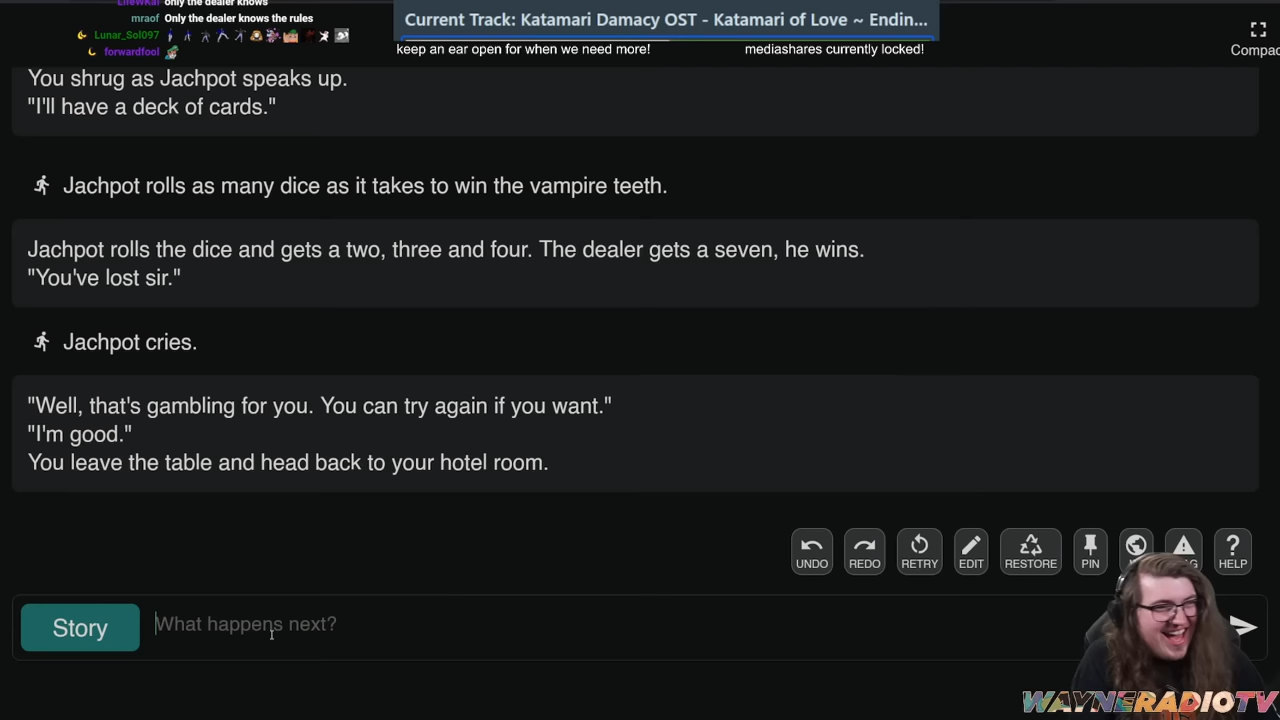 LifeWKai only the dealer knows
mraof Only the dealer knows the rules
Lunar_Sol097
forwardfool
Current Track: Katamari Damacy OST - Katamari of Love ~ Endin...
keep an ear open for when we need more!
mediashares currently locked!
Compac
You shrug as Jachpot speaks up.
"I'll have a deck of cards."
Jachpot rolls as many dice as it takes to win the vampire teeth.
Jachpot rolls the dice and gets a two, three and four. The dealer gets a seven, he wins.
"You've lost sir."
Jachpot cries.
"Well, that's gambling for you. You can try again if you want."
"I'm good."
You leave the table and head back to your hotel room.
UNDO
REDO
RETRY
EDIT
RESTORE
PIN
HELP
Story
What happens next?
WAYNERADIOTV